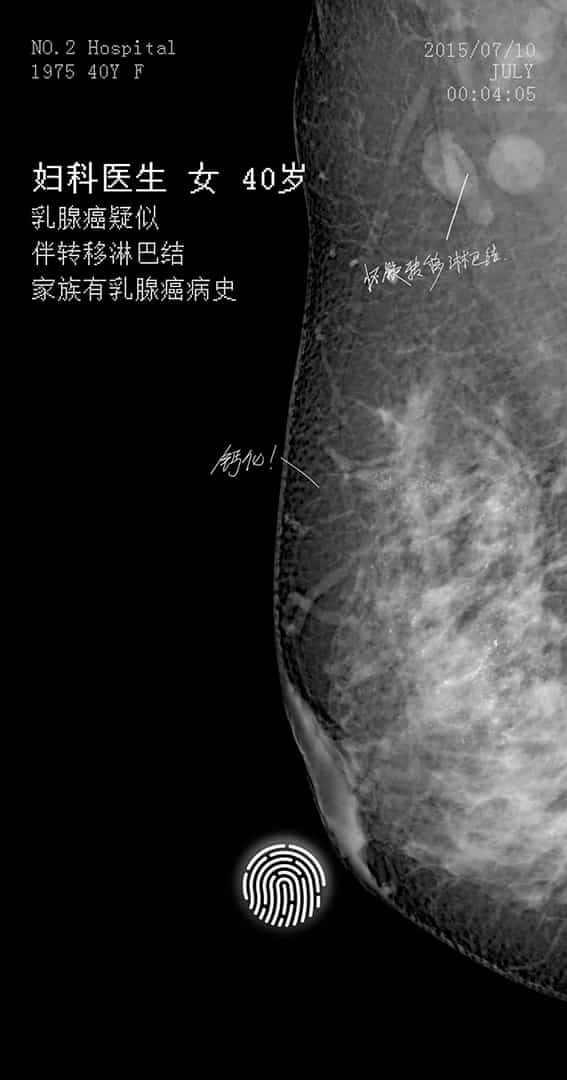 NO.2 Hospital
1975 40Y F
2015/07/10
JULY
00:04:05
妇科医生 女 40岁
乳腺癌疑似
伴转移淋巴结
家族有乳腺癌病史
怀疑转移淋巴结.
钙化!